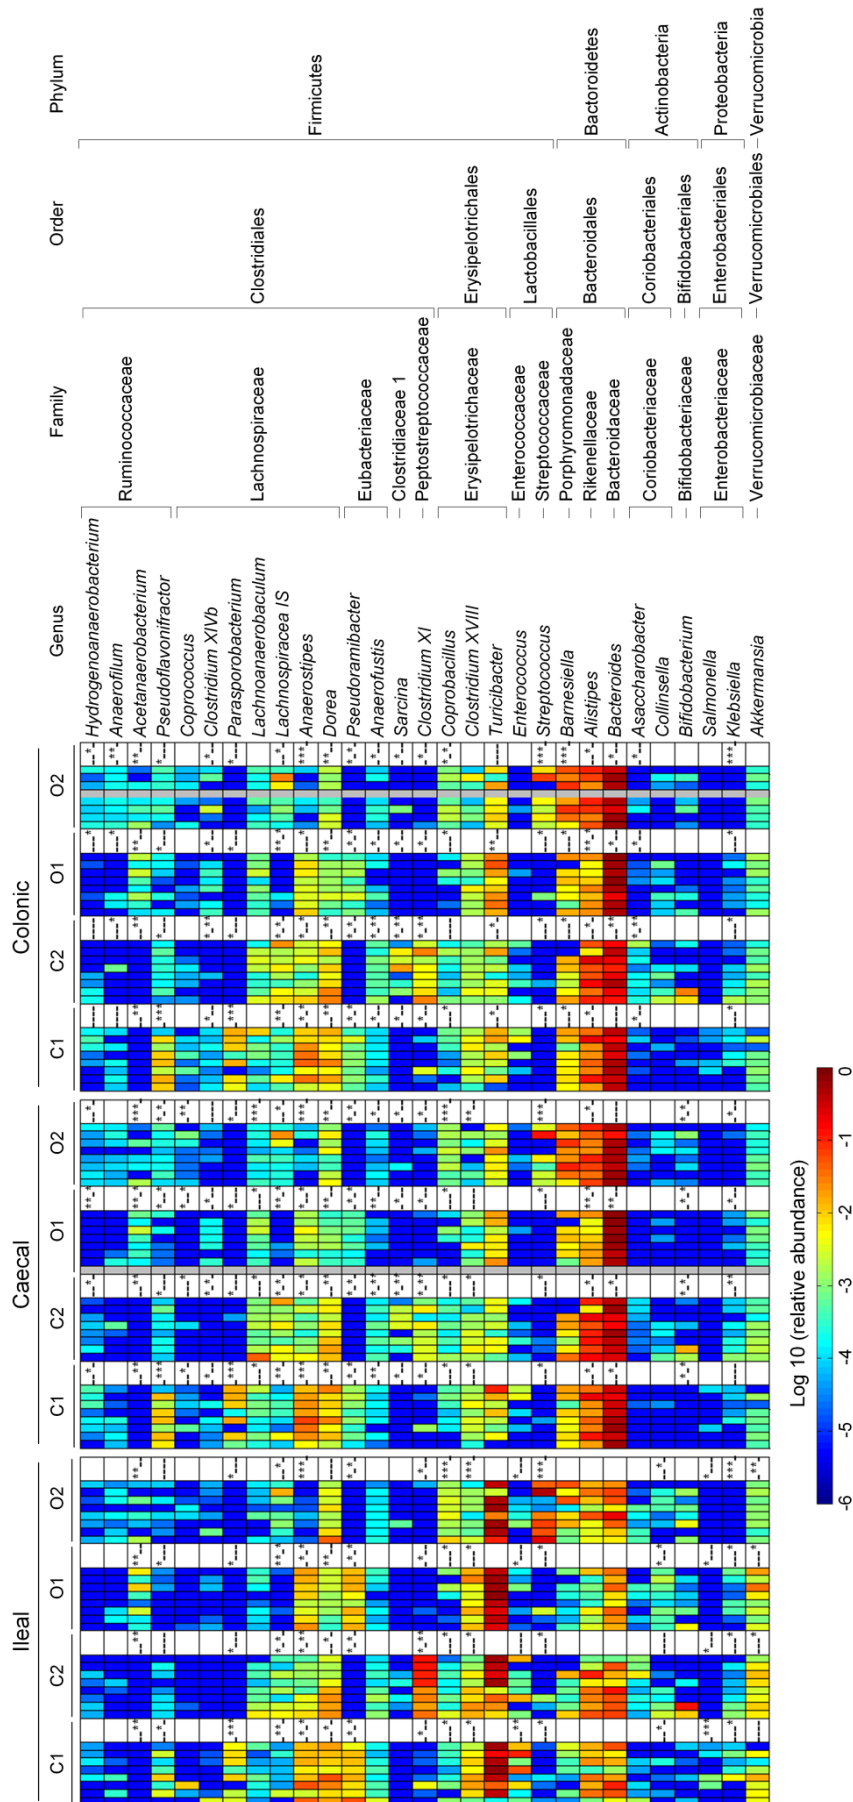 Ileal Caecal Colonic
C1 C2 O1 O2 C1 C2 O1 O2 C1 C2 O1 O2 Genus Family Order Phylum
Hydrogenoanaerobacterium
Anaerofilum
Acetanaerobacterium
Pseudoflavonifractor
Coprococcus
Clostridium XIVb
Parasporobacterium
Lachnoanaerobaculum
Lachnospiracea IS
Anaerostipes
Dorea
Pseudoramibacter
Anaerofustis
Sarcina
Clostridium XI
Coprobacillus
Clostridium XVIII
Turicibacter
Enterococcus
Streptococcus
Barnesiella
Alistipes
Bacteroides
Asaccharobacter
Collinsella
Bifidobacterium
Salmonella
Klebsiella
Akkermansia
Ruminococcaceae
Lachnospiraceae
Eubacteriaceae
Clostridiaceae 1
Peptostreptococcaceae
Erysipelotrichaceae
Enterococcaceae
Streptococcaceae
Porphyromonadaceae
Rikenellaceae
Bacteroidaceae
Coriobacteriaceae
Bifidobacteriaceae
Enterobacteriaceae
Verrucomicrobiaceae
Clostridiales
Erysipelotrichales
Lactobacillales
Bacteroidales
Coriobacteriales
Bifidobacteriales
Enterobacteriales
Verrucomicrobiales
Firmicutes
Bactoroidetes
Actinobacteria
Proteobacteria
Verrucomicrobia
Log 10 (relative abundance)
-6 -5 -4 -3 -2 -1 0